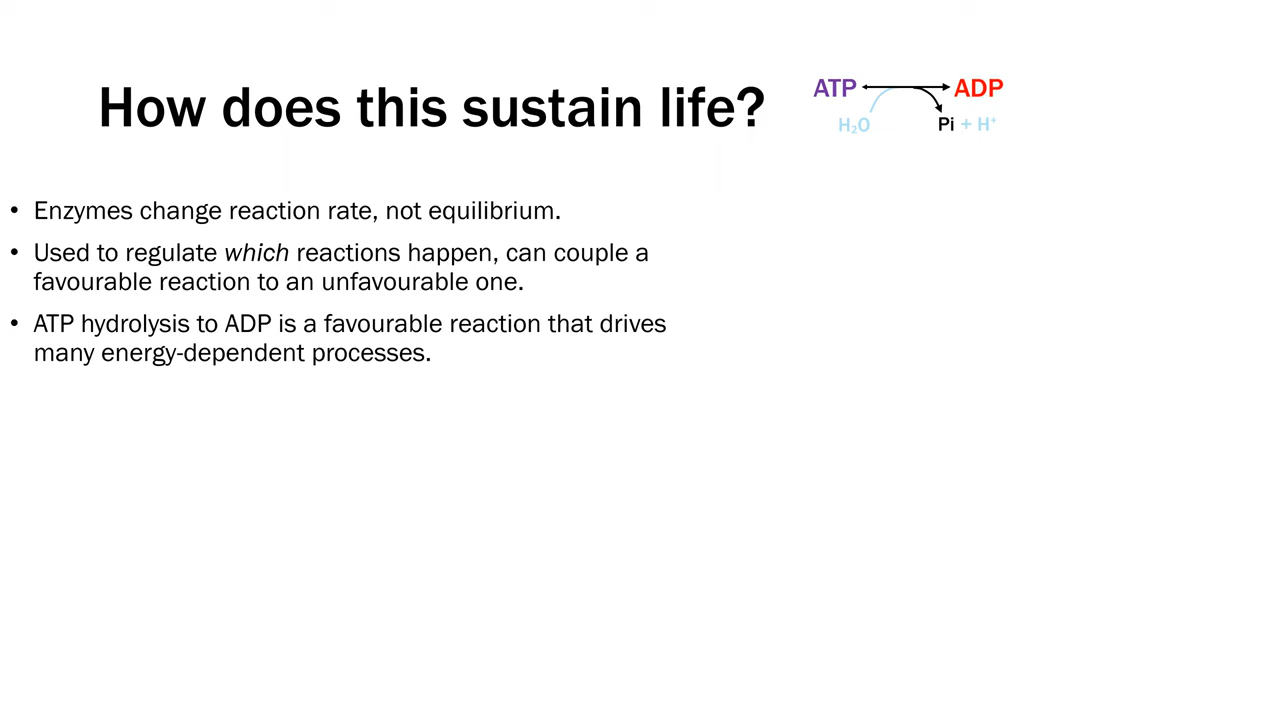 How does this sustain life?
ATP ADP
H₂O Pi + H⁺
• Enzymes change reaction rate, not equilibrium.
• Used to regulate which reactions happen, can couple a
favourable reaction to an unfavourable one.
• ATP hydrolysis to ADP is a favourable reaction that drives
many energy-dependent processes.